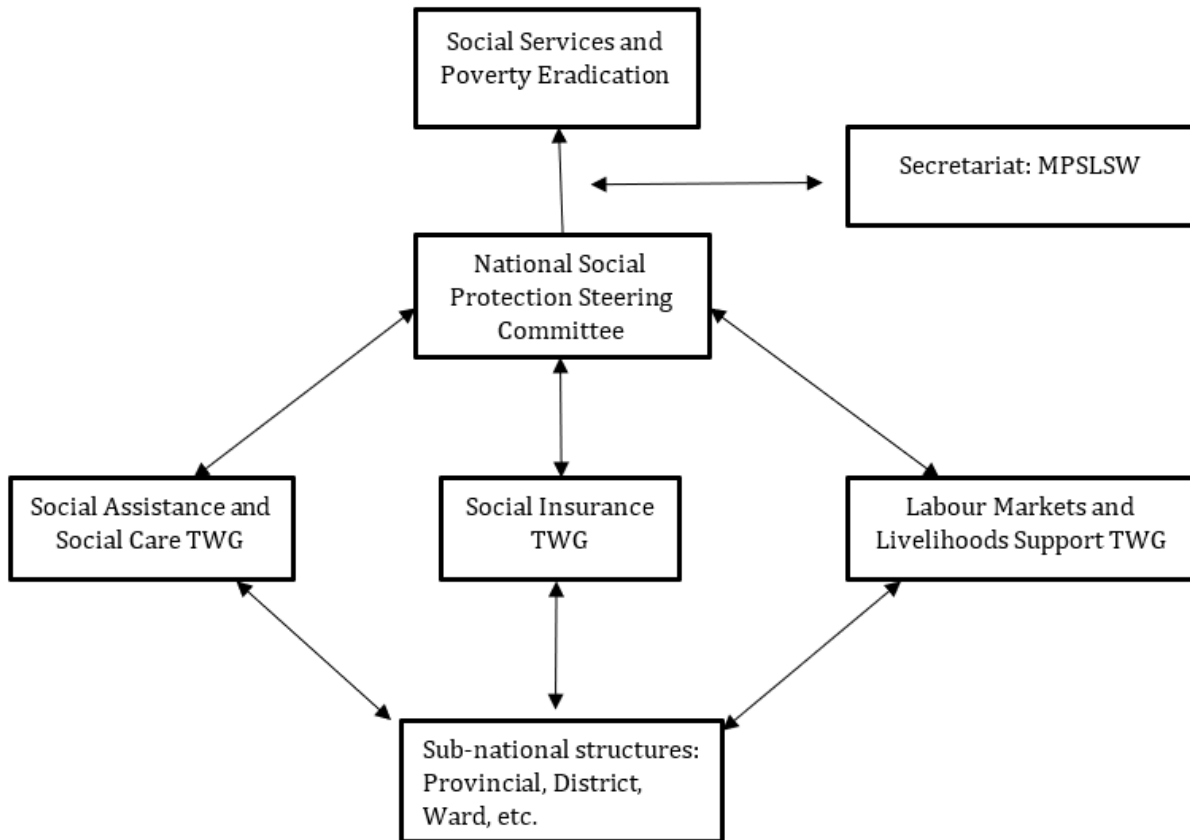 Social Services and
Poverty Eradication
Secretariat: MPSLSW
National Social
Protection Steering
Committee
Social Assistance and
Social Care TWG
Social Insurance
TWG
Labour Markets and
Livelihoods Support TWG
Sub-national structures:
Provincial, District,
Ward, etc.